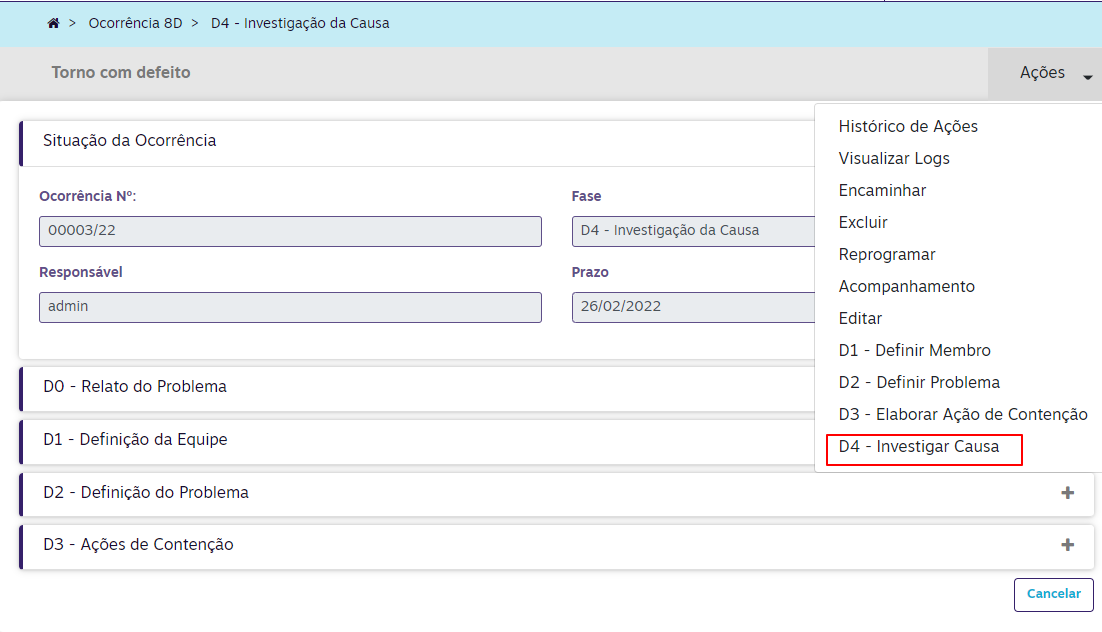 > Ocorrência 8D > D4 - Investigação da Causa
Torno com defeito
Ações
Histórico de Ações
Visualizar Logs
Encaminhar
Excluir
Reprogramar
Acompanhamento
Editar
D1 - Definir Membro
D2 - Definir Problema
D3 - Elaborar Ação de Contenção
D4 - Investigar Causa
Situação da Ocorrência
Ocorrência Nº:
00003/22
Fase
D4 - Investigação da Causa
Responsável
admin
Prazo
26/02/2022
D0 - Relato do Problema
D1 - Definição da Equipe
D2 - Definição do Problema
D3 - Ações de Contenção
Cancelar